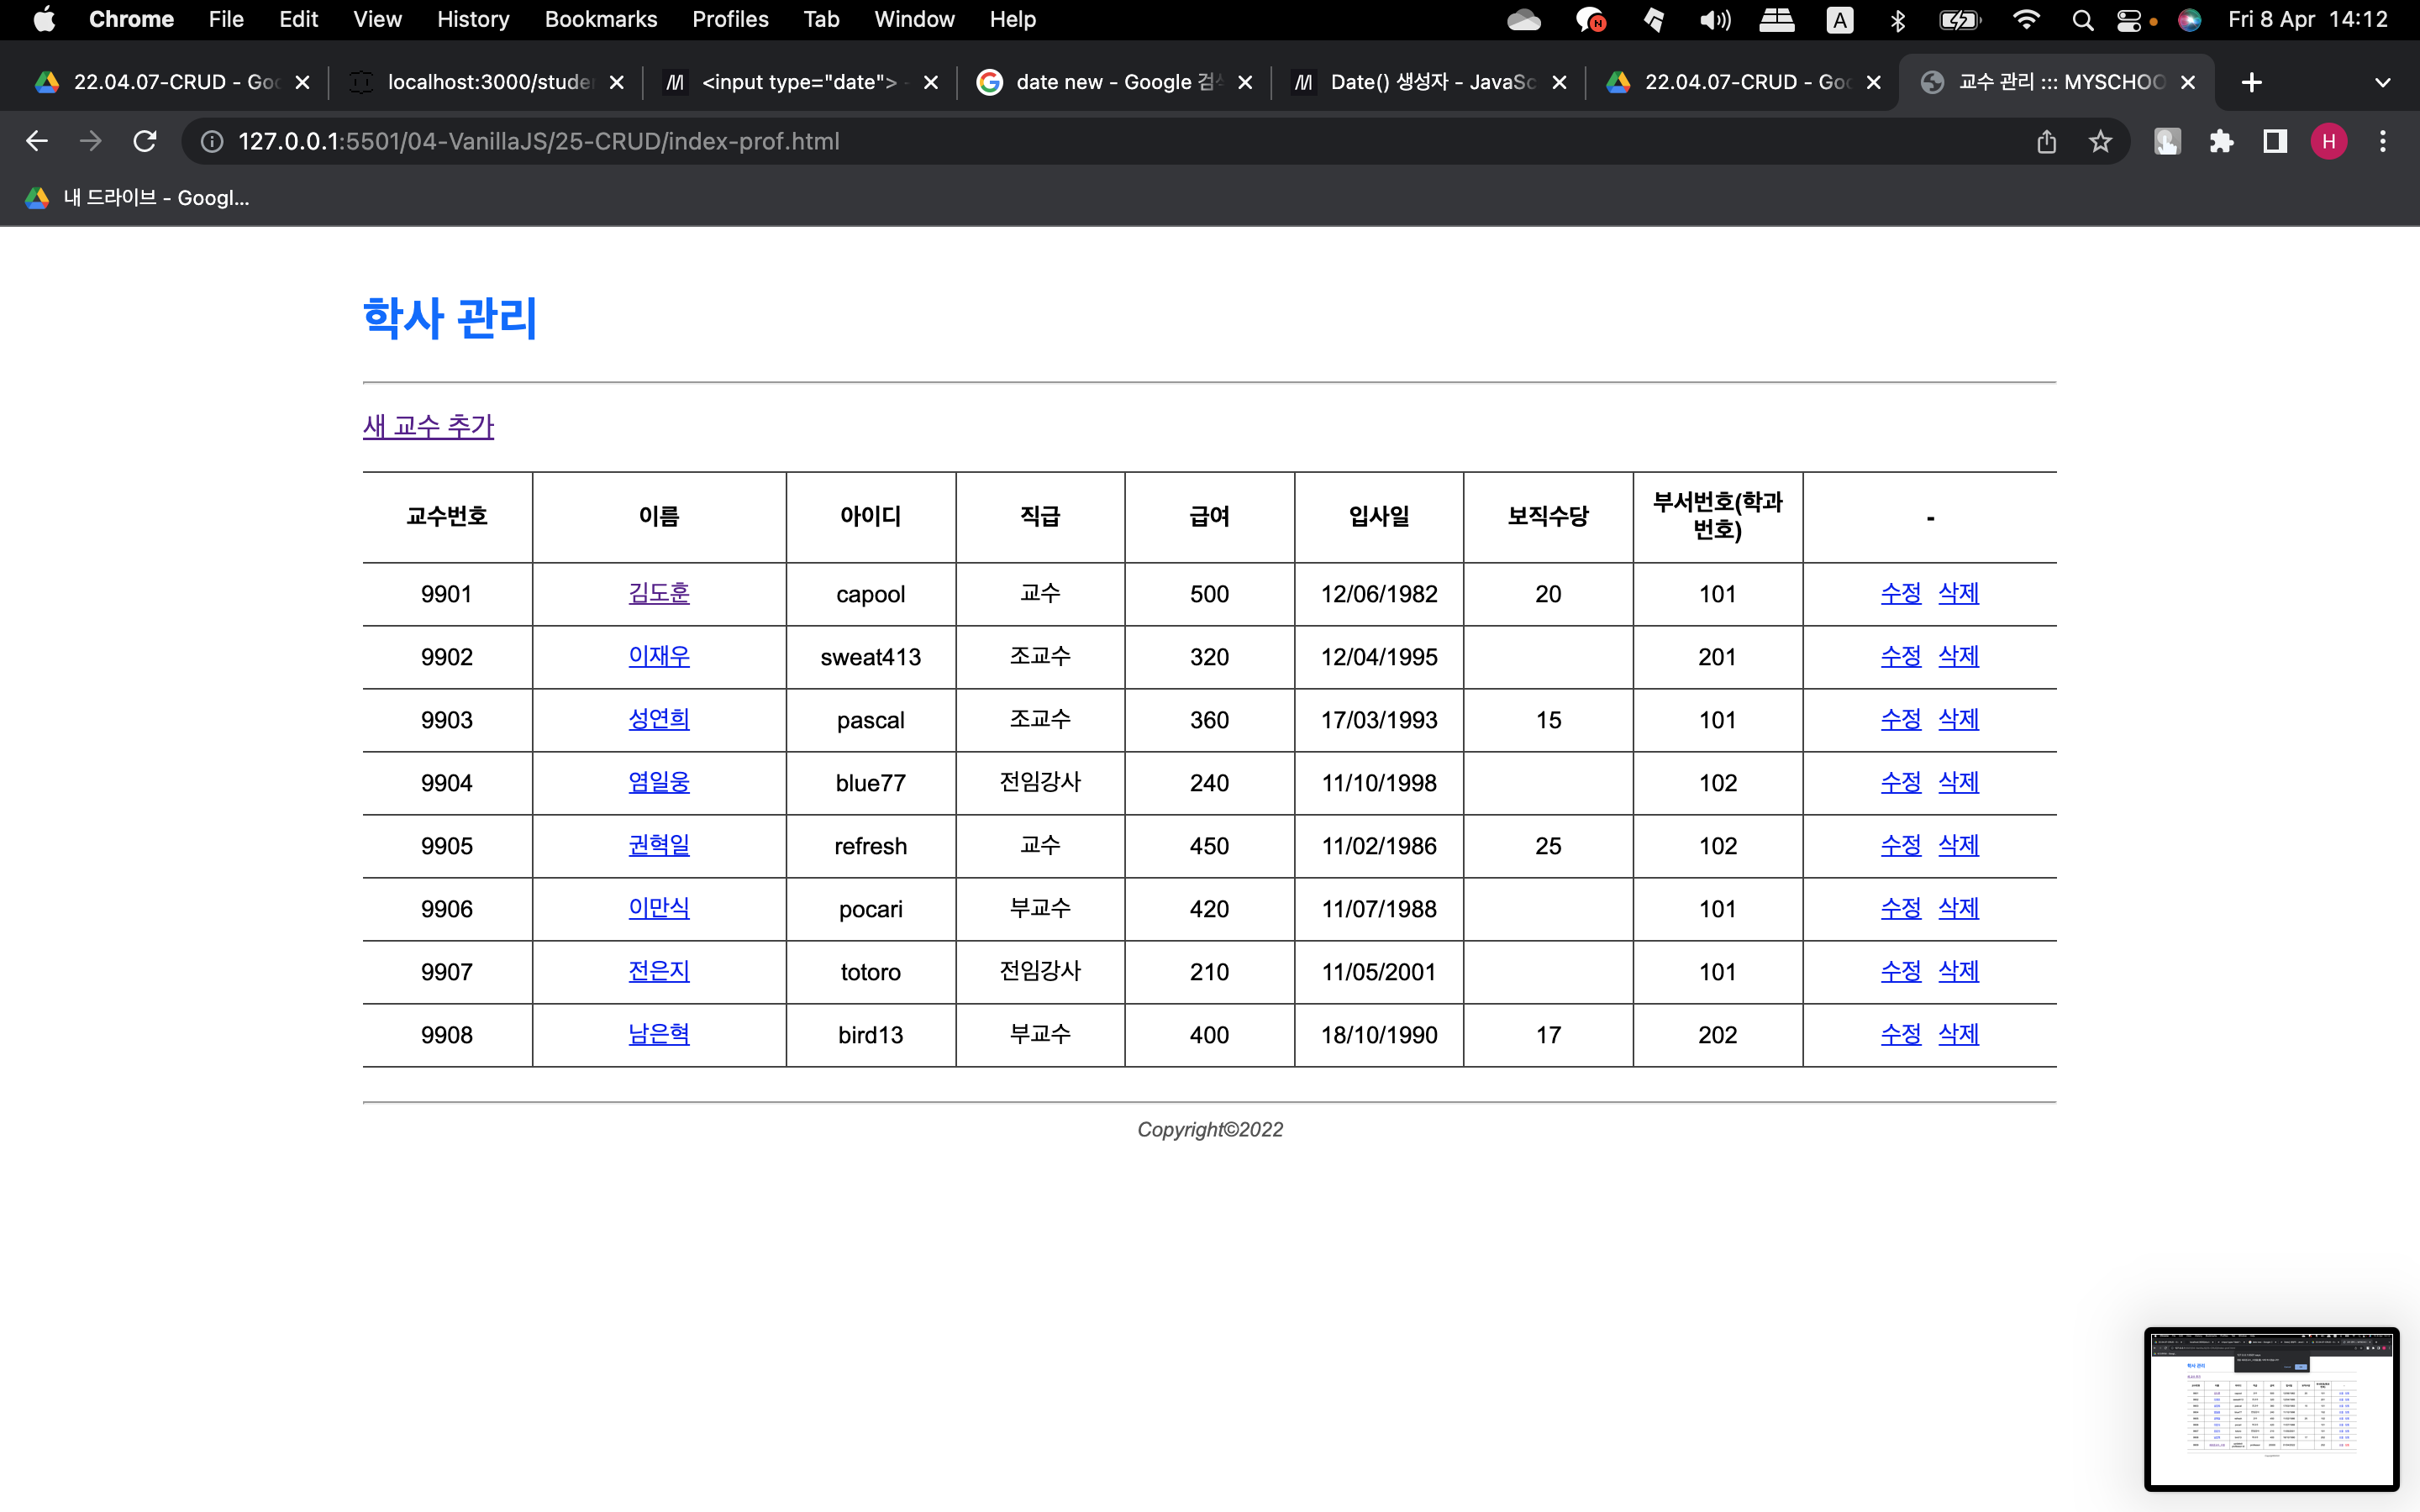 Chrome File Edit View History Bookmarks Profiles Tab Window Help A Fri 8 Apr 14:12
22.04.07-CRUD - Goo localhost:3000/stude <input type="date"> - date new - Google 검색 Date() 생성자 - JavaSc 22.04.07-CRUD - Goo 교수 관리 ::: MYSCHOO
127.0.0.1:5501/04-VanillaJS/25-CRUD/index-prof.html H
내 드라이브 - Googl...
학사 관리
새 교수 추가
교수번호 이름 아이디 직급 급여 입사일 보직수당 부서번호(학과
번호) -
9901 김도훈 capool 교수 500 12/06/1982 20 101 수정 삭제
9902 이재우 sweat413 조교수 320 12/04/1995 201 수정 삭제
9903 성연희 pascal 조교수 360 17/03/1993 15 101 수정 삭제
9904 염일웅 blue77 전임강사 240 11/10/1998 102 수정 삭제
9905 권혁일 refresh 교수 450 11/02/1986 25 102 수정 삭제
9906 이만식 pocari 부교수 420 11/07/1988 101 수정 삭제
9907 전은지 totoro 전임강사 210 11/05/2001 101 수정 삭제
9908 남은혁 bird13 부교수 400 18/10/1990 17 202 수정 삭제
Copyright©2022